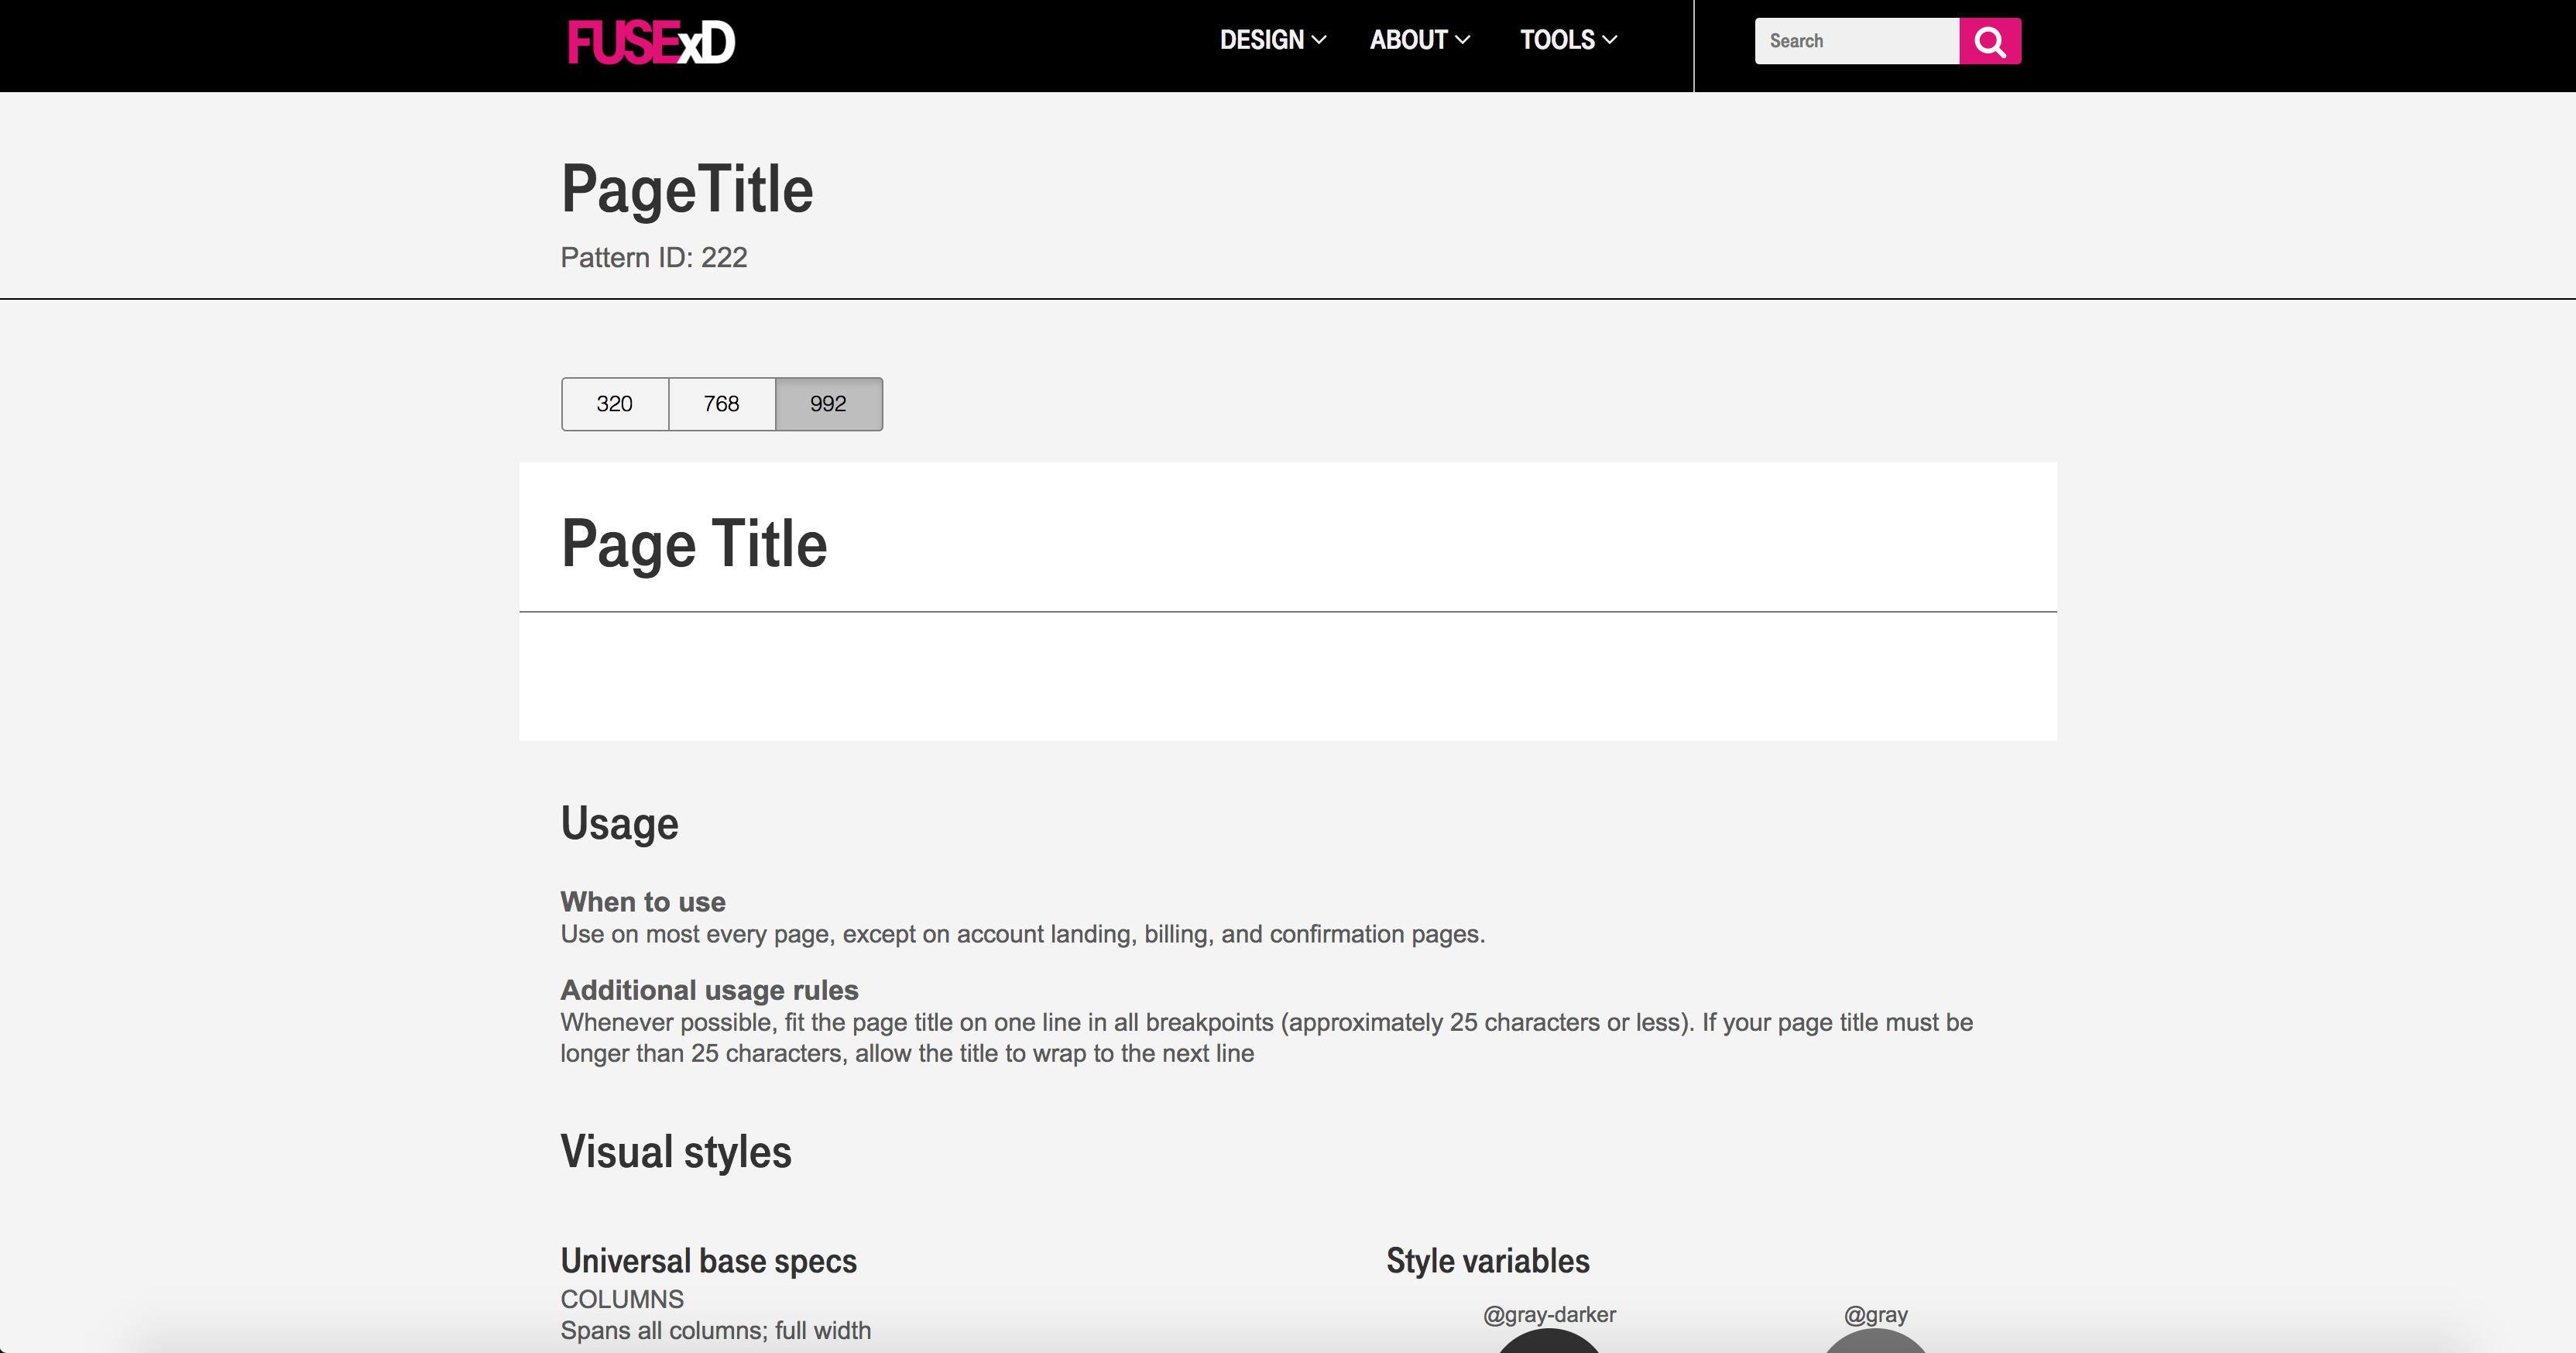 FUSExD
DESIGN
ABOUT
TOOLS
Search
PageTitle
Pattern ID: 222
320
768
992
Page Title
Usage
When to use
Use on most every page, except on account landing, billing, and confirmation pages.
Additional usage rules
Whenever possible, fit the page title on one line in all breakpoints (approximately 25 characters or less). If your page title must be
longer than 25 characters, allow the title to wrap to the next line
Visual styles
Universal base specs
COLUMNS
Spans all columns; full width
Style variables
@gray-darker
@gray